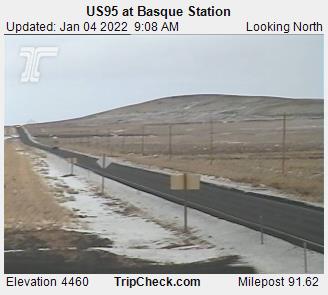 US95 at Basque Station
Updated: Jan 04 2022 9:08 AM Looking North
Elevation 4460 TripCheck.com Milepost 91.62